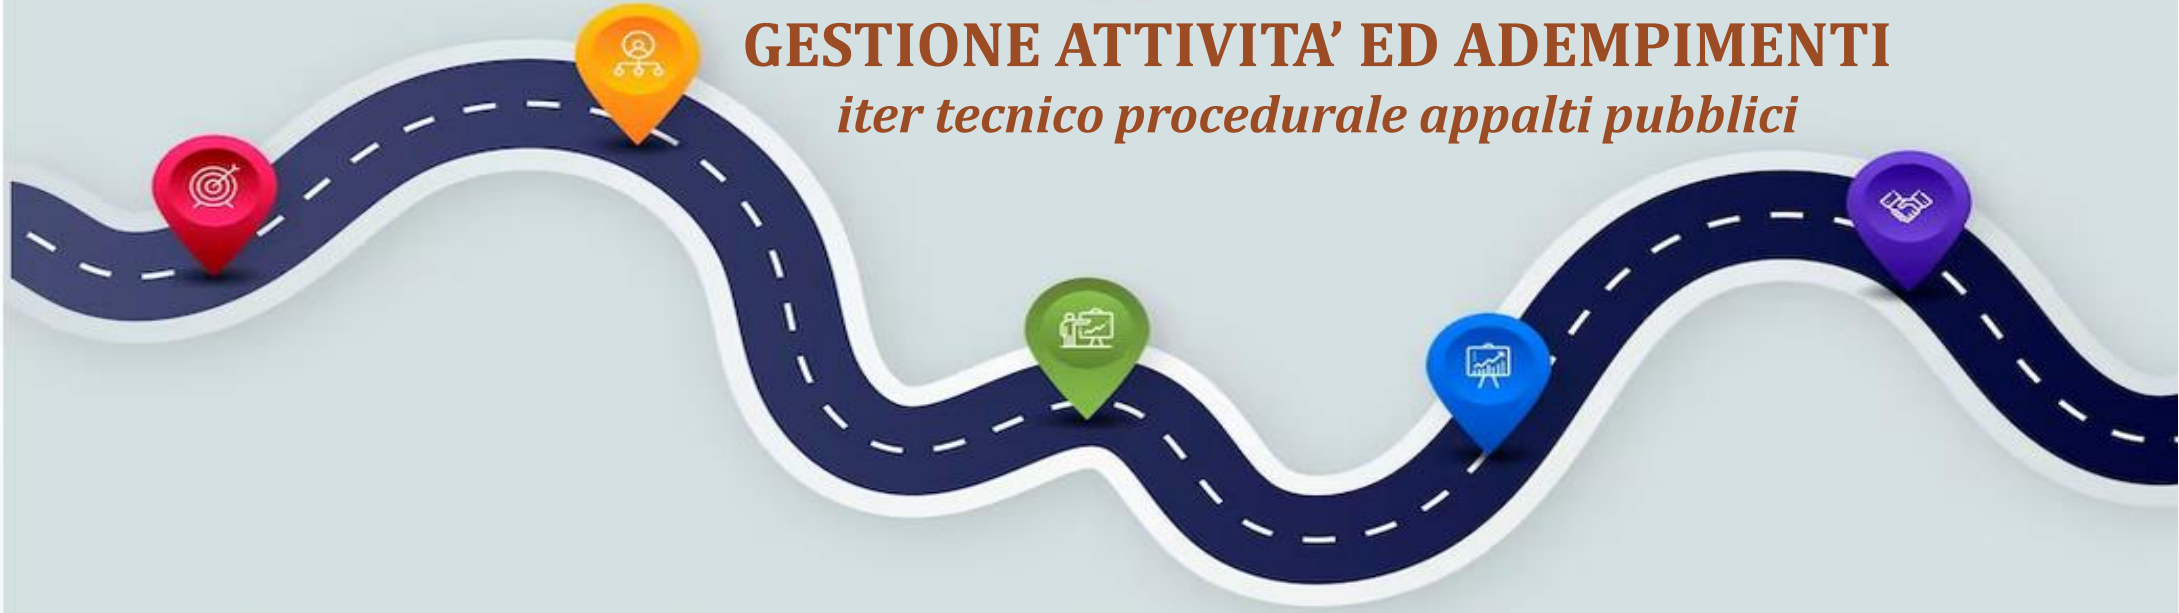 GESTIONE ATTIVITA’ ED ADEMPIMENTI
iter tecnico procedurale appalti pubblici